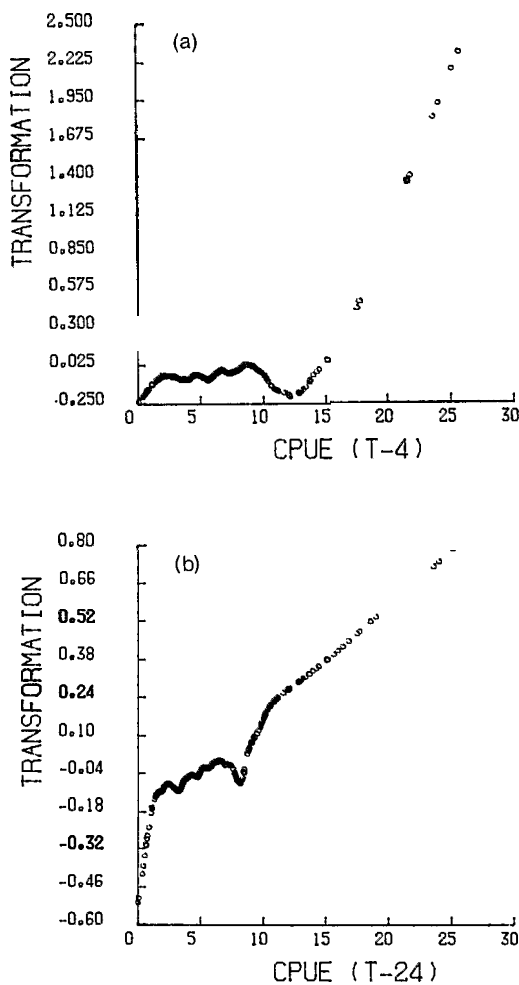 (a)
TRANSFORMATION
2.500
2.225
1.950
1.675
1.400
1.125
0.850
0.575
0.300
0.025
-0.250
0 5 10 15 20 25 30
CPUE (T-4)
(b)
TRANSFORMATION
0.80
0.66
0.52
0.38
0.24
0.10
-0.04
-0.18
-0.32
-0.46
-0.60
0 5 10 15 20 25 30
CPUE (T-24)